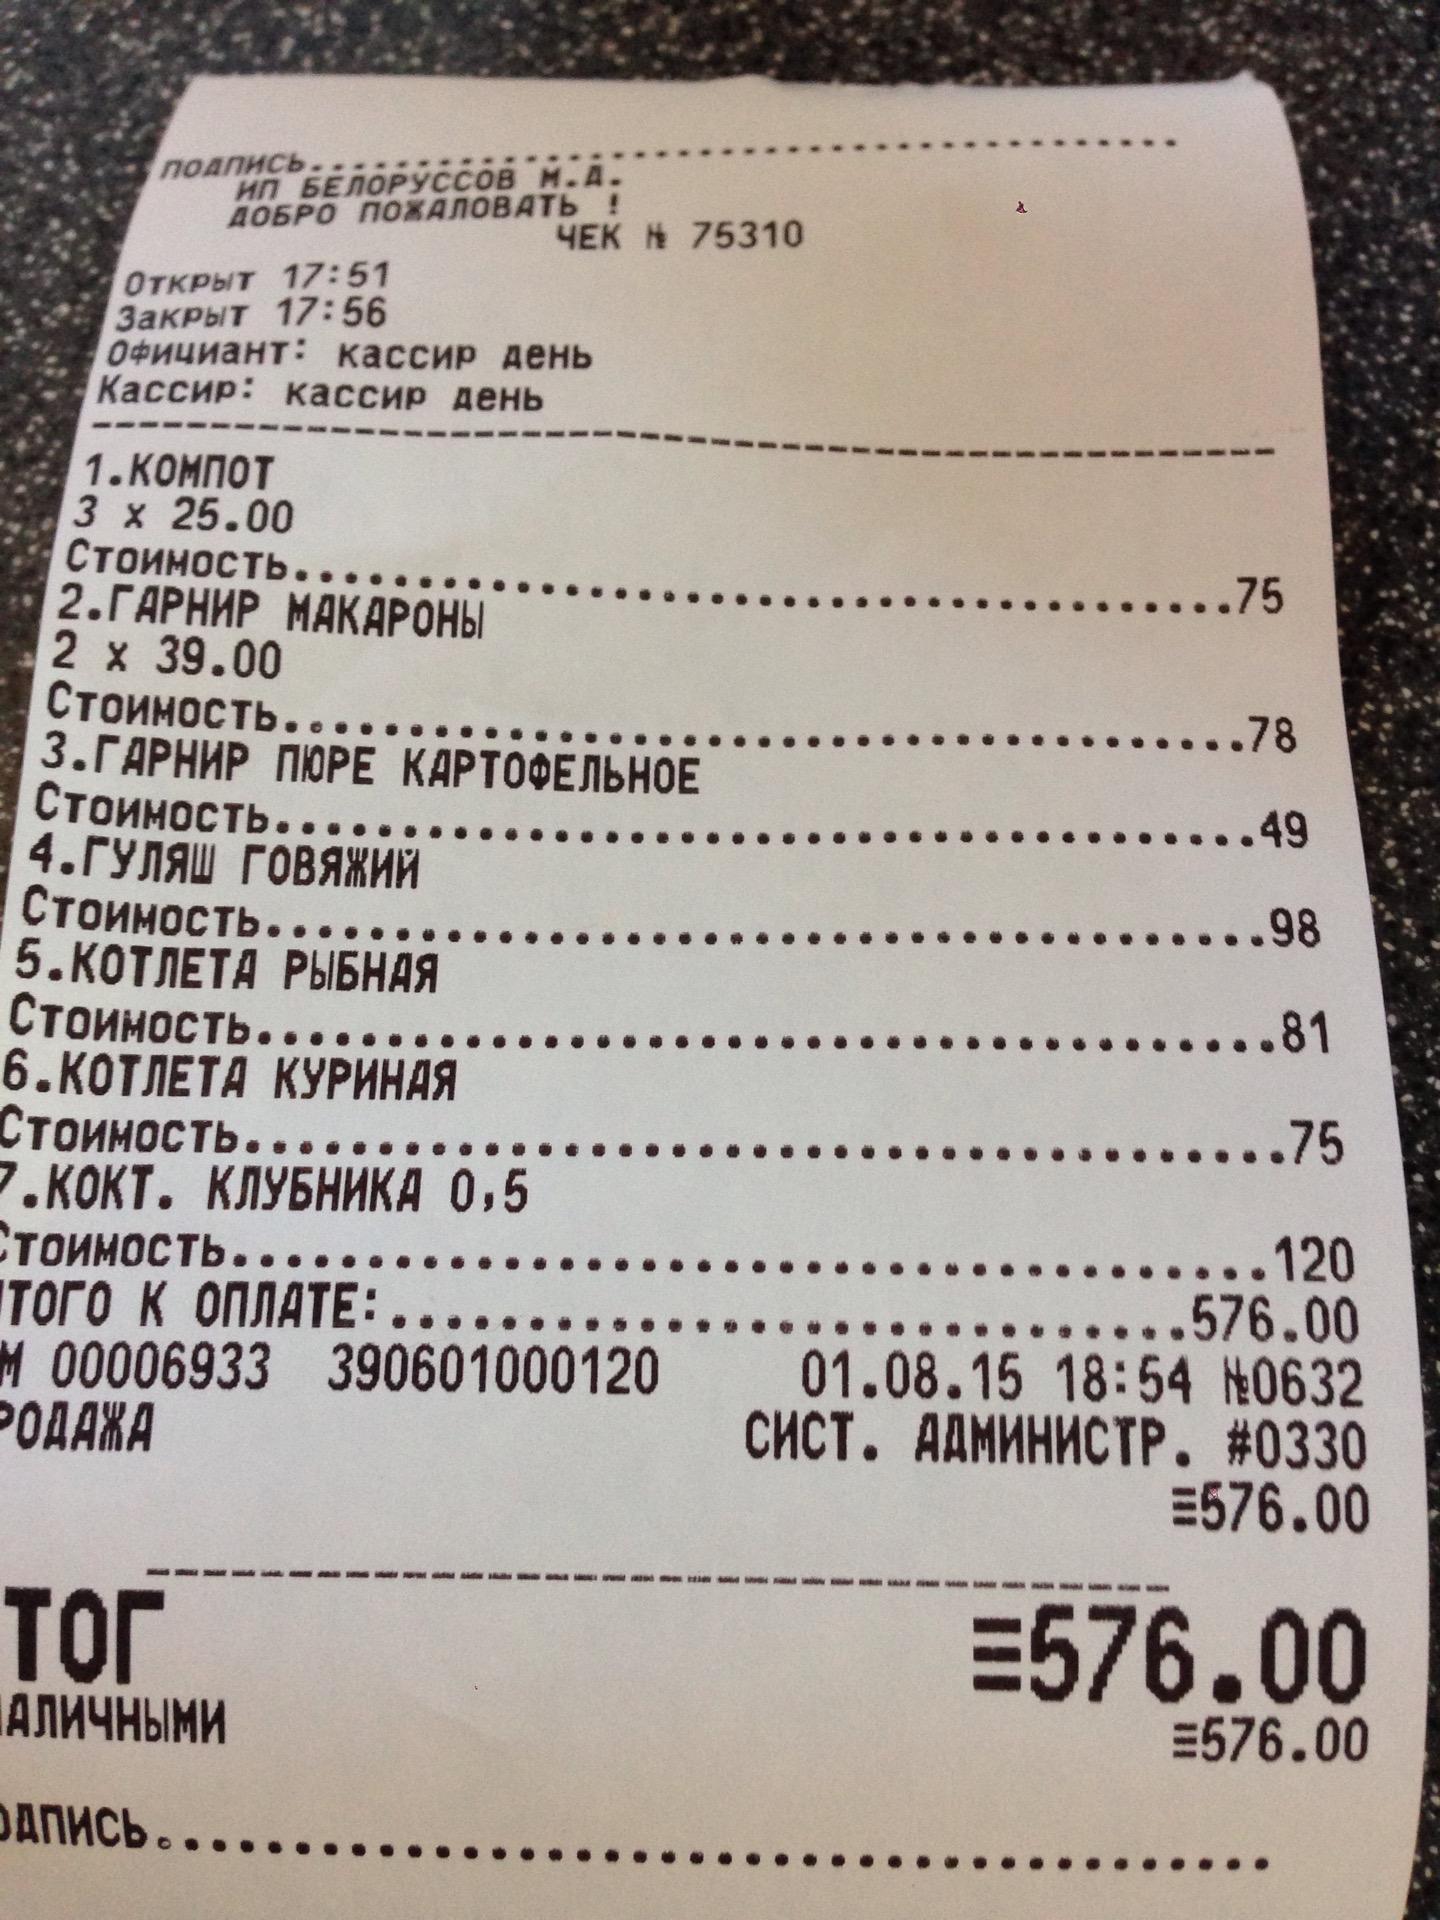 ПОДПИСЬ.............................................
ИП БЕЛОРУССОВ М.Д.
ДОБРО ПОЖАЛОВАТЬ !
ЧЕК № 75310
Открыт 17:51
Закрыт 17:56
Официант: кассир день
Кассир: кассир день
1.КОМПОТ
3 x 25.00
Стоимость...................................75
2.ГАРНИР МАКАРОНЫ
2 x 39.00
Стоимость...................................78
3.ГАРНИР ПЮРЕ КАРТОФЕЛЬНОЕ
Стоимость...................................49
4.ГУЛЯШ ГОВЯЖИЙ
Стоимость...................................98
5.КОТЛЕТА РЫБНАЯ
Стоимость...................................81
6.КОТЛЕТА КУРИНАЯ
Стоимость...................................75
7.КОКТ. КЛУБНИКА 0,5
Стоимость..................................120
ТОГО К ОПЛАТЕ:...........................576.00
М 00006933 390601000120 01.08.15 18:54 №0632
РОДАЖА СИСТ. АДМИНИСТР. #0330
≡576.00
ТОГ ≡576.00
АЛИЧНЫМИ ≡576.00
ОДПИСЬ......................................